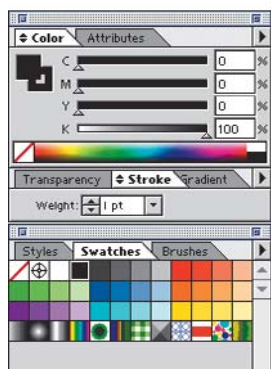 Color Attributes
C 0 %
M 0 %
Y 0 %
K 100 %
Transparency Stroke Gradient
Weight: 1 pt
Styles Swatches Brushes